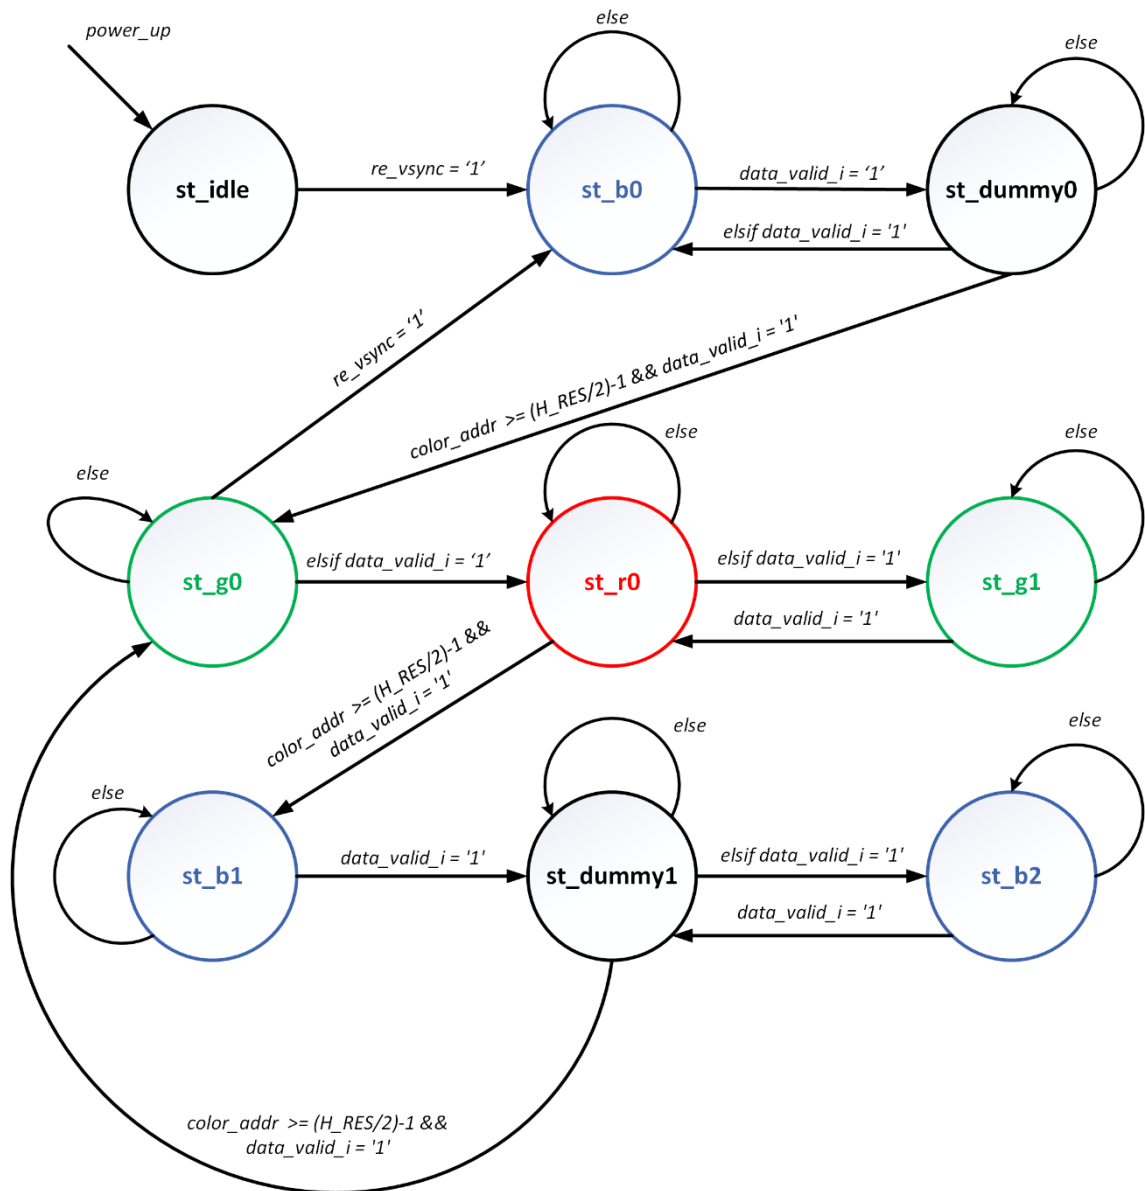 power_up
else
else
st_idle
re_vsync = ‘1’
st_b0
data_valid_i = ‘1’
st_dummy0
elsif data_valid_i = '1'
re_vsync = ‘1’
color_addr >= (H_RES/2)-1 && data_valid_i = '1'
else
else
else
st_g0
elsif data_valid_i = ‘1’
st_r0
elsif data_valid_i = '1'
st_g1
data_valid_i = '1'
color_addr >= (H_RES/2)-1 &&
data_valid_i = '1'
else
else
else
st_b1
data_valid_i = '1'
st_dummy1
elsif data_valid_i = '1'
st_b2
data_valid_i = '1'
color_addr >= (H_RES/2)-1 &&
data_valid_i = '1'